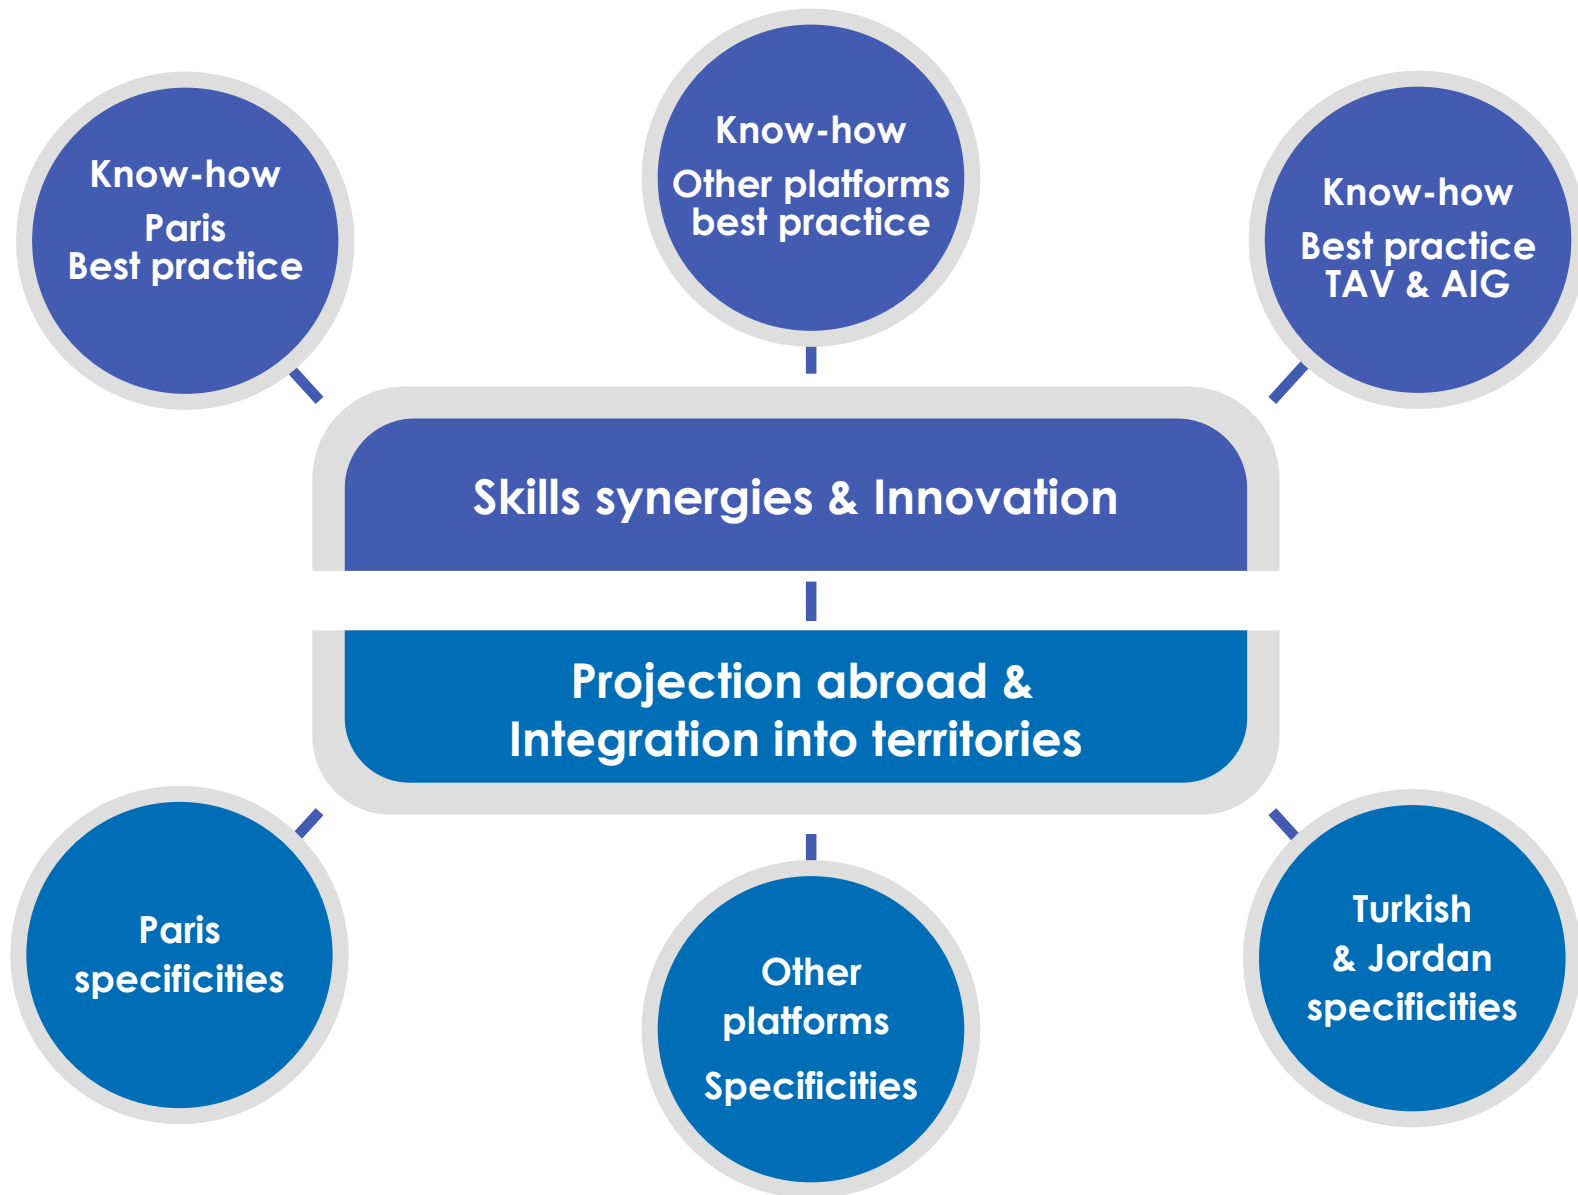 Know-how
Paris
Best practice
Know-how
Other platforms
best practice
Know-how
Best practice
TAV & AIG
Skills synergies & Innovation
Projection abroad &
Integration into territories
Paris
specificities
Other
platforms
Specificities
Turkish
& Jordan
specificities